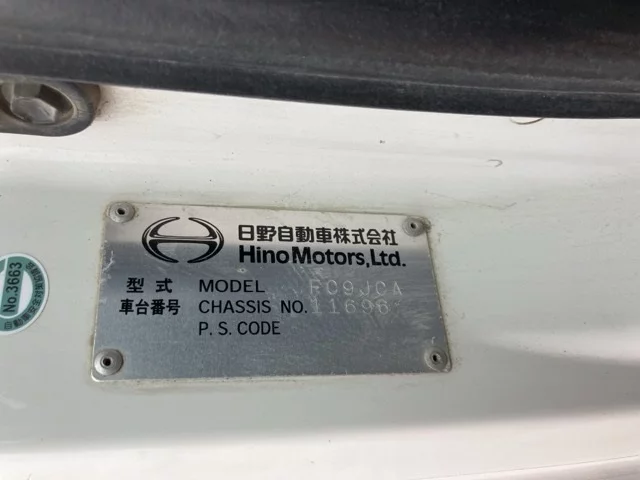 日野自動車株式会社
Hino Motors, Ltd.
型式 MODEL FC9JCA
車台番号 CHASSIS NO.
P. S. CODE
No.3663